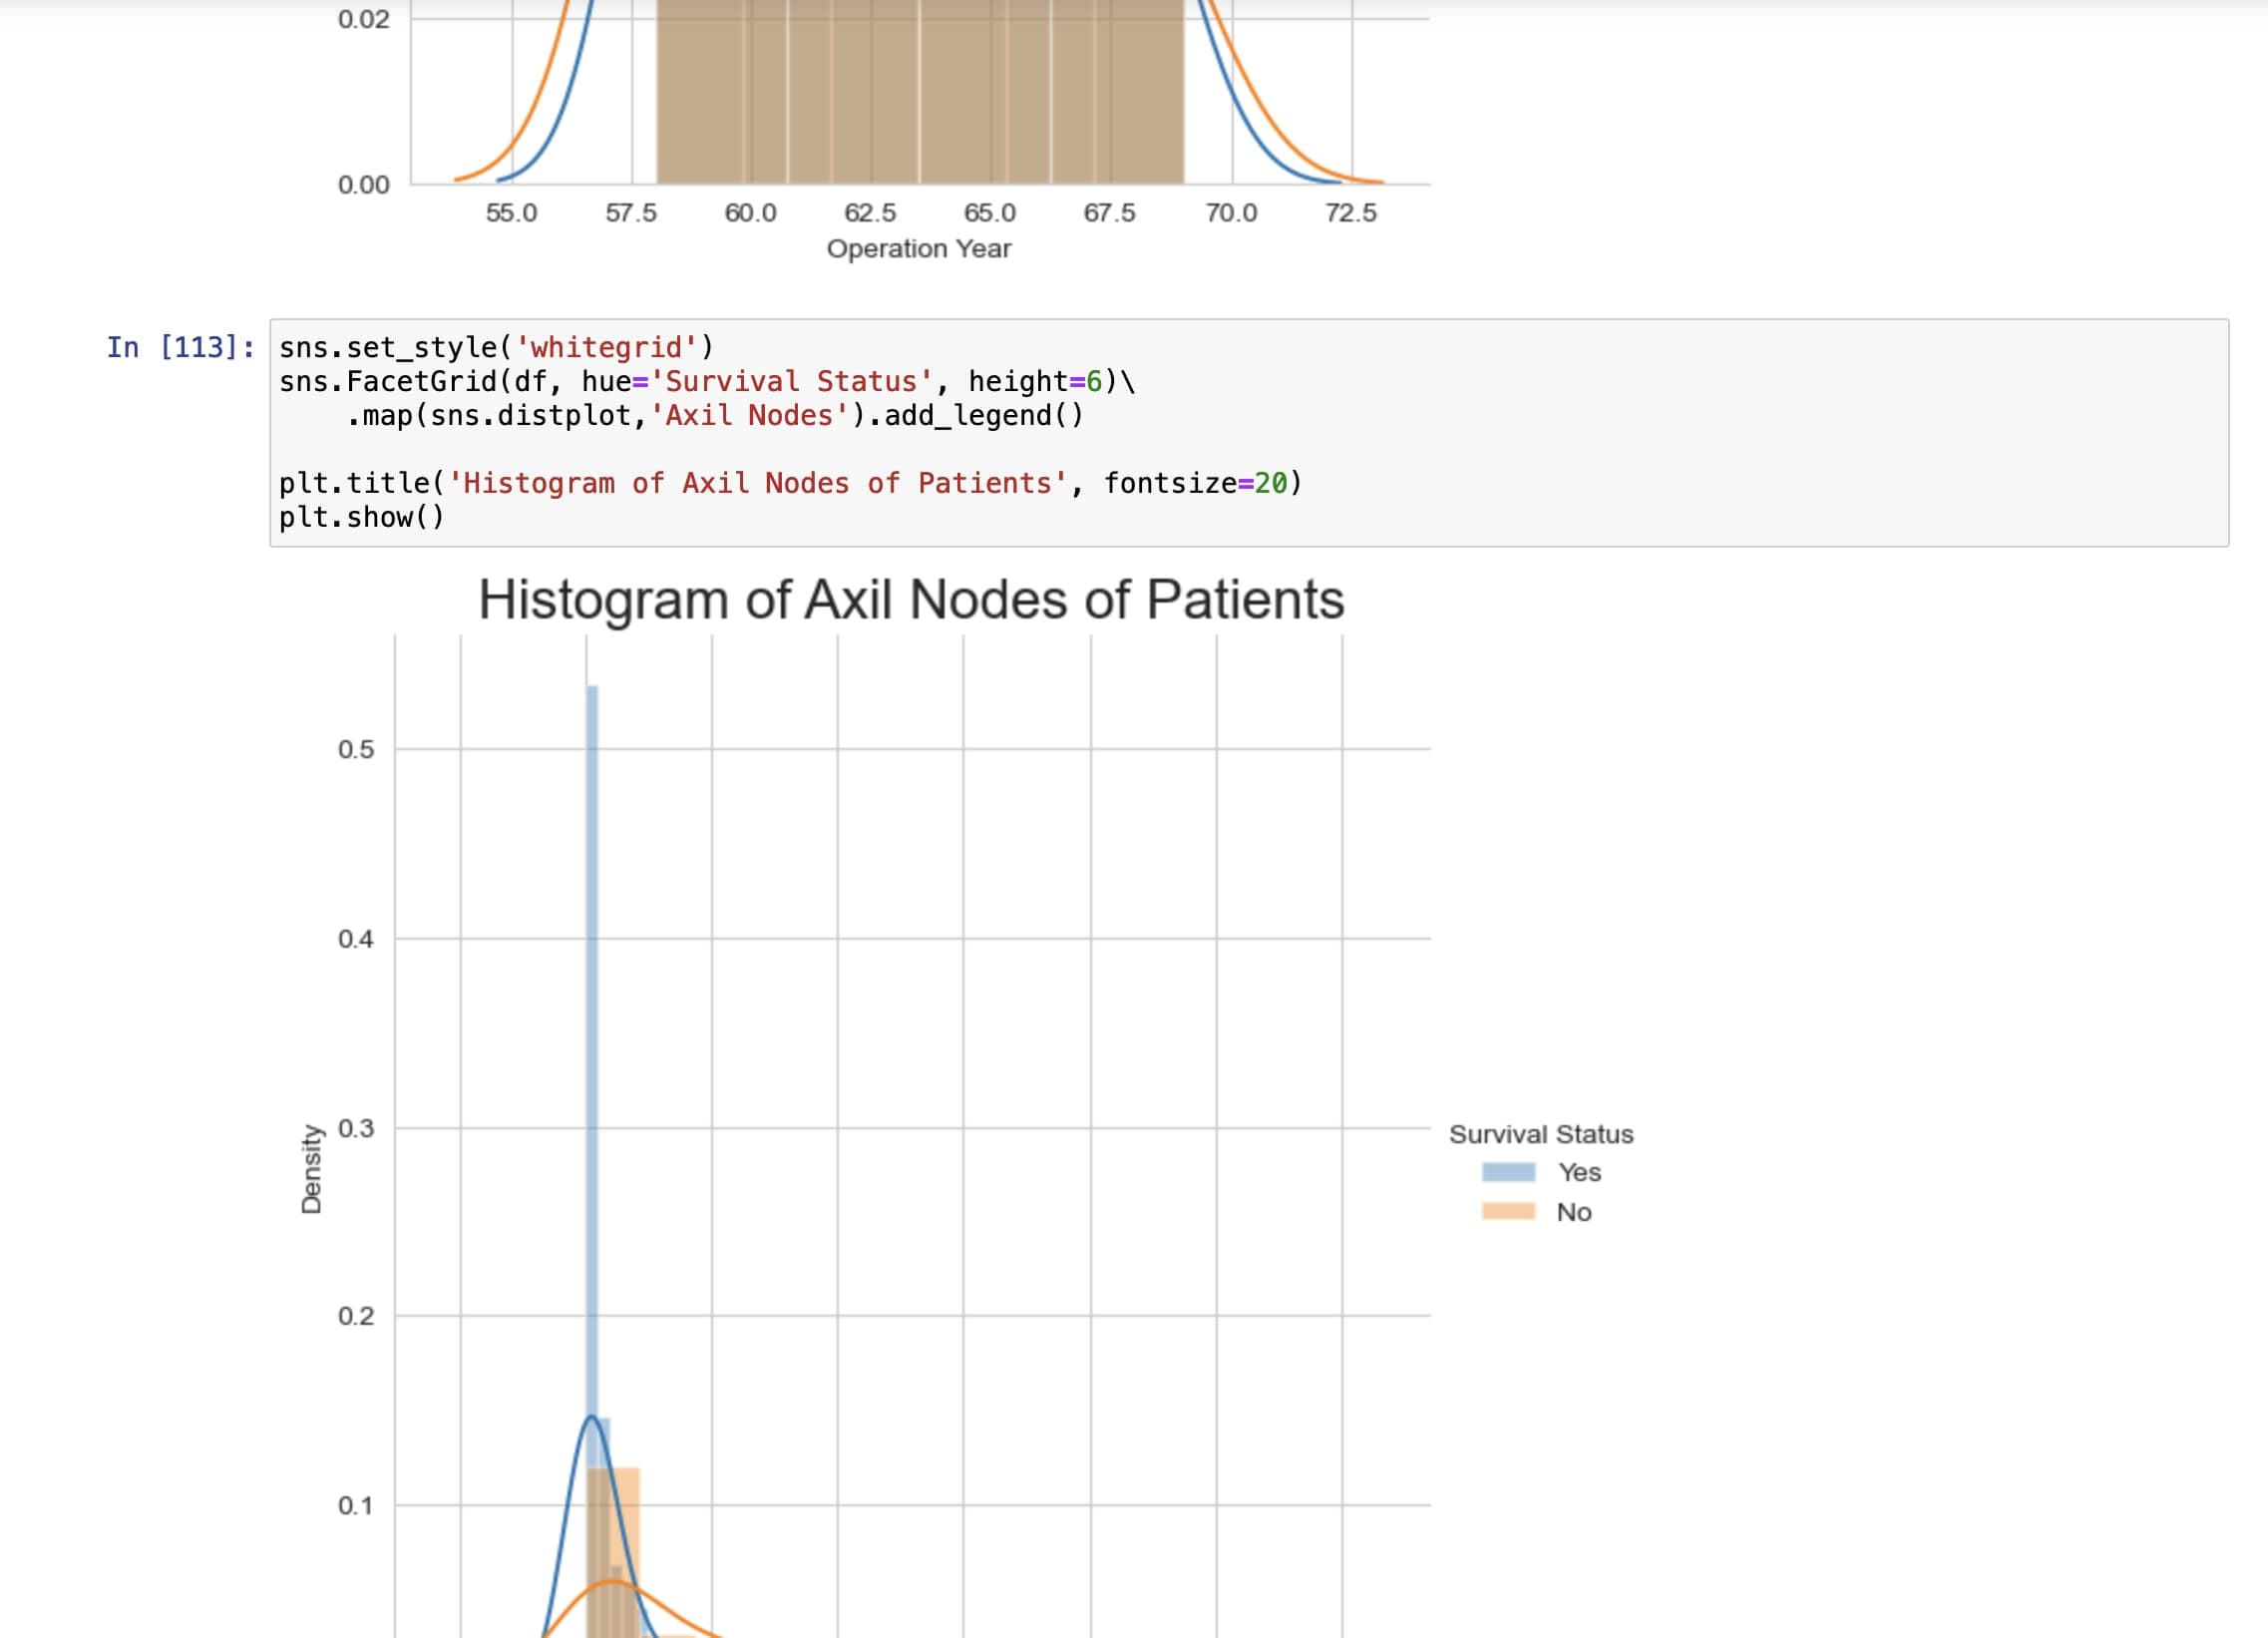 0.02
0.00
55.0 57.5 60.0 62.5 65.0 67.5 70.0 72.5
Operation Year
In [113]: sns.set_style('whitegrid')
sns.FacetGrid(df, hue='Survival Status', height=6)\
.map(sns.distplot,'Axil Nodes').add_legend()
plt.title('Histogram of Axil Nodes of Patients', fontsize=20)
plt.show()
Histogram of Axil Nodes of Patients
0.5
0.4
0.3
0.2
0.1
Density
Survival Status
Yes
No